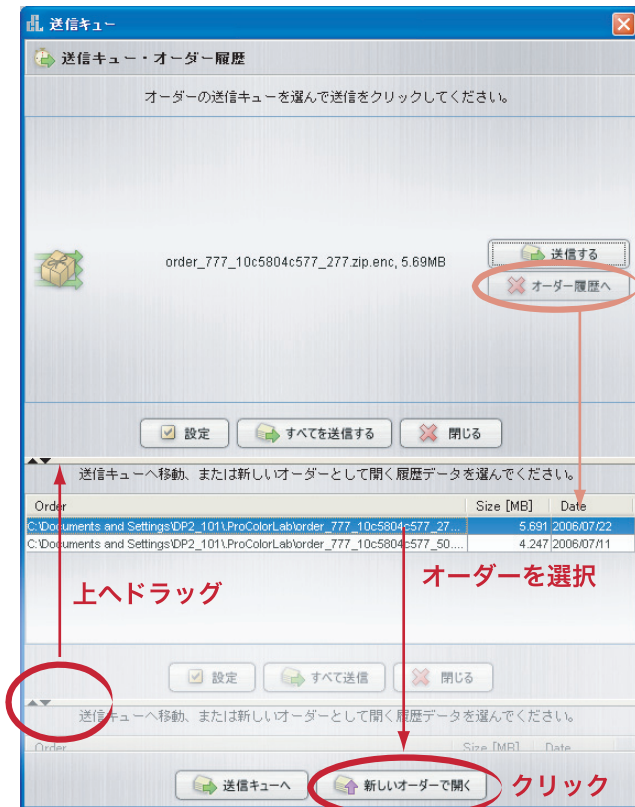 送信キュー
送信キュー・オーダー履歴
オーダーの送信キューを選んで送信をクリックしてください。
order_777_10c5804c577_277.zip.enc, 5.69MB
送信する
オーダー履歴へ
設定
すべてを送信する
閉じる
送信キューへ移動、または新しいオーダーとして開く履歴データを選んでください。
Order Size [MB] Date
C:\Documents and Settings\DP2_101\.ProColorLab\order_777_10c5804c577_27... 5.691 2006/07/22
C:\Documents and Settings\DP2_101\.ProColorLab\order_777_10c5804c577_50.... 4.247 2006/07/11
オーダーを選択
上へドラッグ
設定
すべて送信
閉じる
送信キューへ移動、または新しいオーダーとして開く履歴データを選んでください。
Order Size [MB] Date
送信キューへ
新しいオーダーで開く
クリック